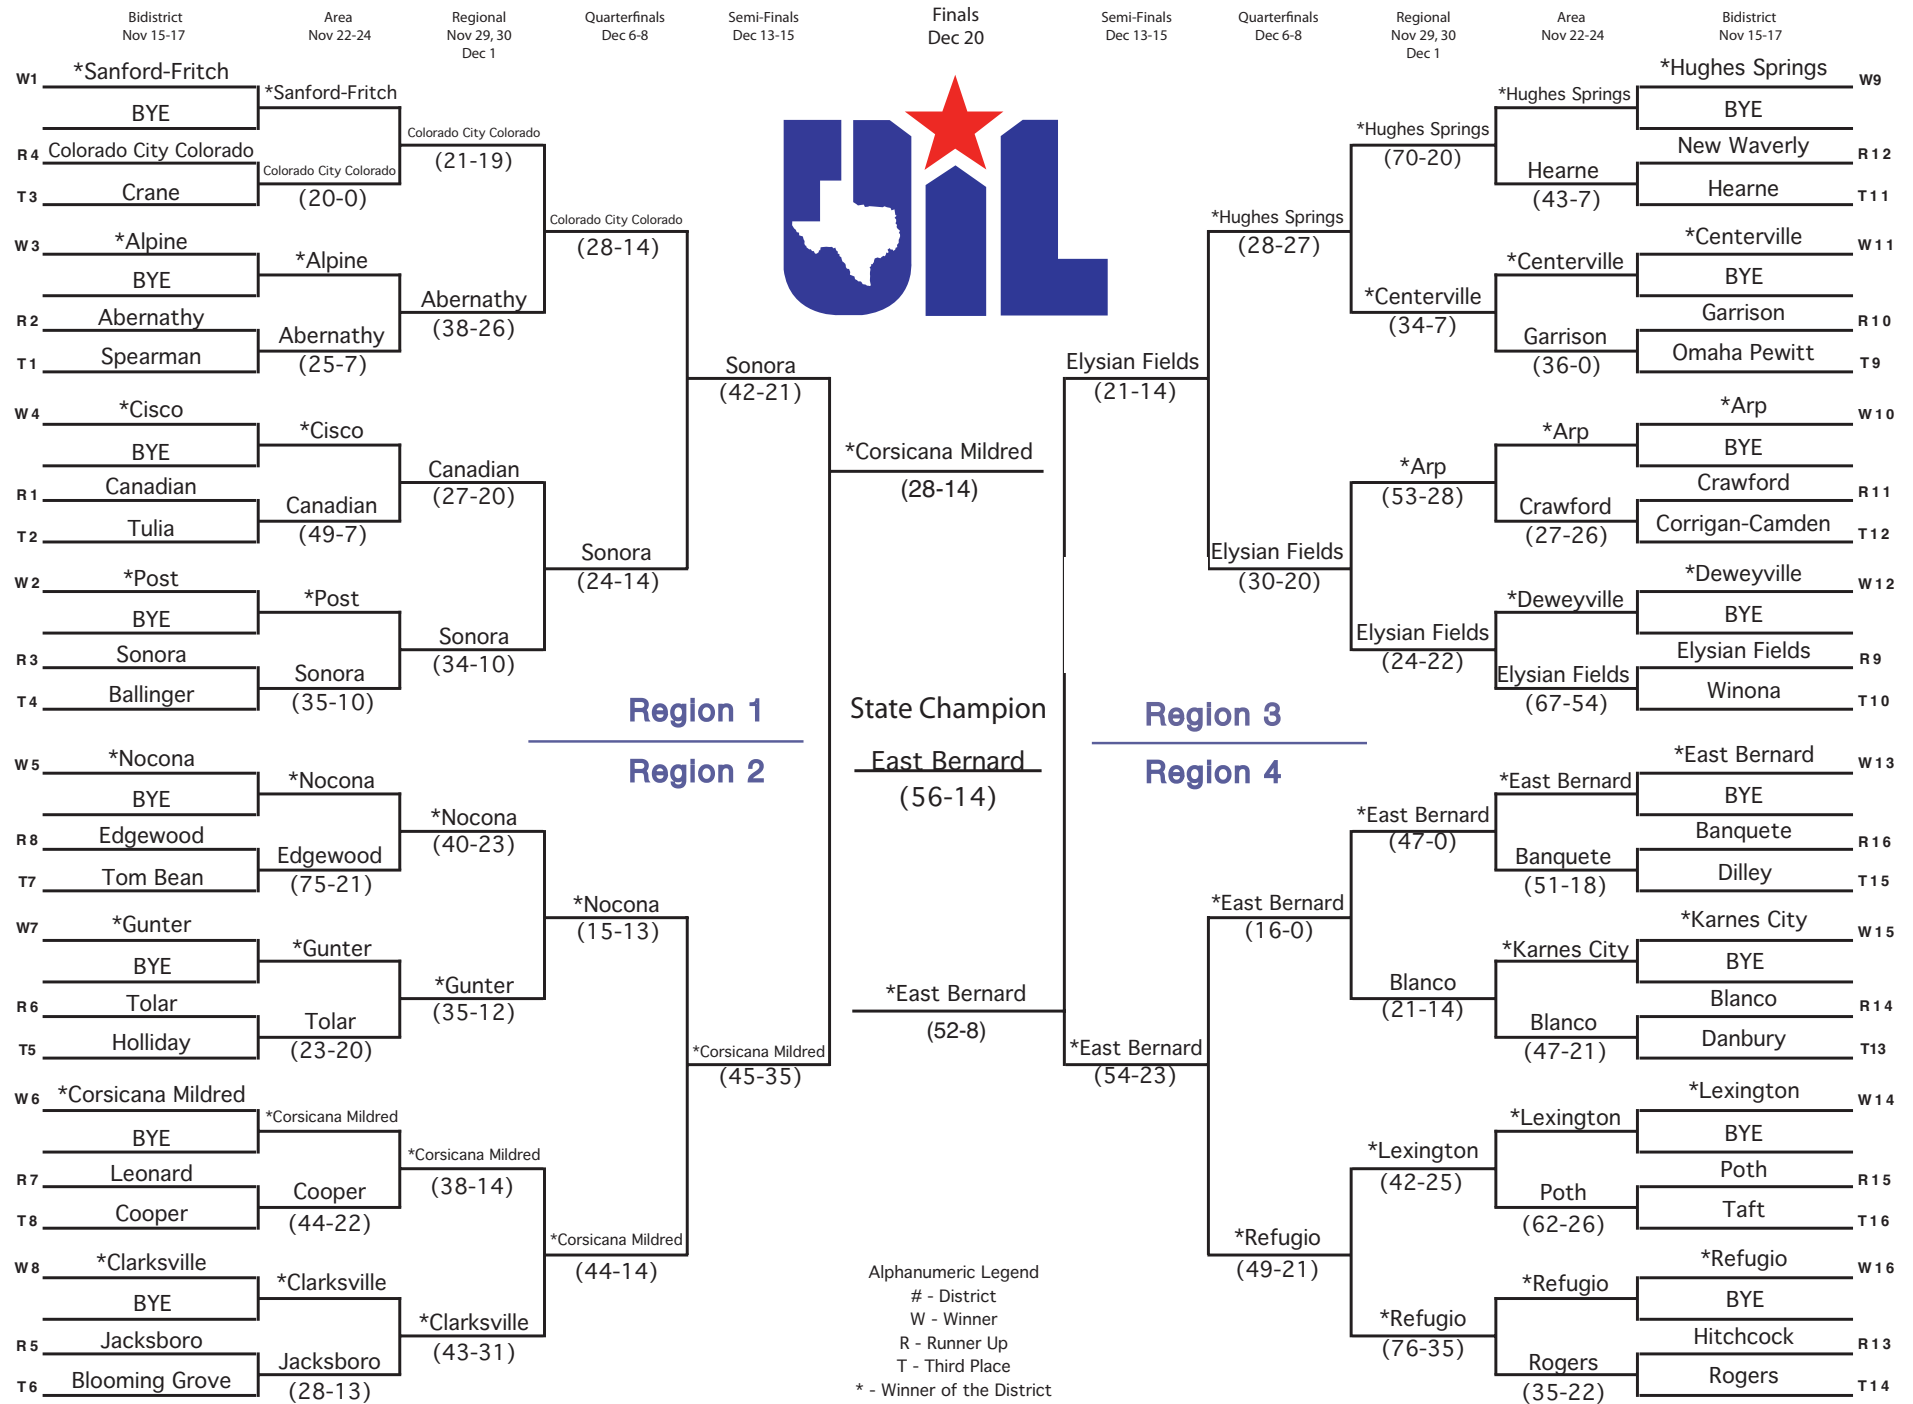 Bidistrict
Nov 15-17
Area
Nov 22-24
Regional
Nov 29, 30
Dec 1
Quarterfinals
Dec 6-8
Semi-Finals
Dec 13-15
Finals
Dec 20
Semi-Finals
Dec 13-15
Quarterfinals
Dec 6-8
Regional
Nov 29, 30
Dec 1
Area
Nov 22-24
Bidistrict
Nov 15-17
UIL
W1 *Sanford-Fritch
BYE
R4 Colorado City Colorado
T3 Crane
W3 *Alpine
BYE
R2 Abernathy
T1 Spearman
W4 *Cisco
BYE
R1 Canadian
T2 Tulia
W2 *Post
BYE
R3 Sonora
T4 Ballinger
W5 *Nocona
BYE
R8 Edgewood
T7 Tom Bean
W7 *Gunter
BYE
R6 Tolar
T5 Holliday
W6 *Corsicana Mildred
BYE
R7 Leonard
T8 Cooper
W8 *Clarksville
BYE
R5 Jacksboro
T6 Blooming Grove
*Sanford-Fritch
Colorado City Colorado
(20-0)
*Alpine
Abernathy
(25-7)
*Cisco
Canadian
(49-7)
*Post
Sonora
(35-10)
*Nocona
Edgewood
(75-21)
*Gunter
Tolar
(23-20)
*Corsicana Mildred
Cooper
(44-22)
*Clarksville
Jacksboro
(28-13)
Colorado City Colorado
(21-19)
Abernathy
(38-26)
Canadian
(27-20)
Sonora
(34-10)
*Nocona
(40-23)
*Gunter
(35-12)
*Corsicana Mildred
(38-14)
*Clarksville
(43-31)
Colorado City Colorado
(28-14)
Sonora
(24-14)
*Nocona
(15-13)
*Corsicana Mildred
(44-14)
Sonora
(42-21)
*Corsicana Mildred
(45-35)
Region 1
Region 2
*Corsicana Mildred
(28-14)
State Champion
East Bernard
(56-14)
*East Bernard
(52-8)
Alphanumeric Legend
# - District
W - Winner
R - Runner Up
T - Third Place
* - Winner of the District
Region 3
Region 4
Elysian Fields
(21-14)
*East Bernard
(54-23)
*Hughes Springs
(28-27)
Elysian Fields
(30-20)
*East Bernard
(16-0)
*Refugio
(49-21)
*Hughes Springs
(70-20)
*Centerville
(34-7)
*Arp
(53-28)
Elysian Fields
(24-22)
*East Bernard
(47-0)
Blanco
(21-14)
*Lexington
(42-25)
*Refugio
(76-35)
*Hughes Springs
Hearne
(43-7)
*Centerville
Garrison
(36-0)
*Arp
Crawford
(27-26)
*Deweyville
Elysian Fields
(67-54)
*East Bernard
Banquete
(51-18)
*Karnes City
Blanco
(47-21)
*Lexington
Poth
(62-26)
*Refugio
Rogers
(35-22)
*Hughes Springs W9
BYE
New Waverly R12
Hearne T11
*Centerville W11
BYE
Garrison R10
Omaha Pewitt T9
*Arp W10
BYE
Crawford R11
Corrigan-Camden T12
*Deweyville W12
BYE
Elysian Fields R9
Winona T10
*East Bernard W13
BYE
Banquete R16
Dilley T15
*Karnes City W15
BYE
Blanco R14
Danbury T13
*Lexington W14
BYE
Poth R15
Taft T16
*Refugio W16
BYE
Hitchcock R13
Rogers T14